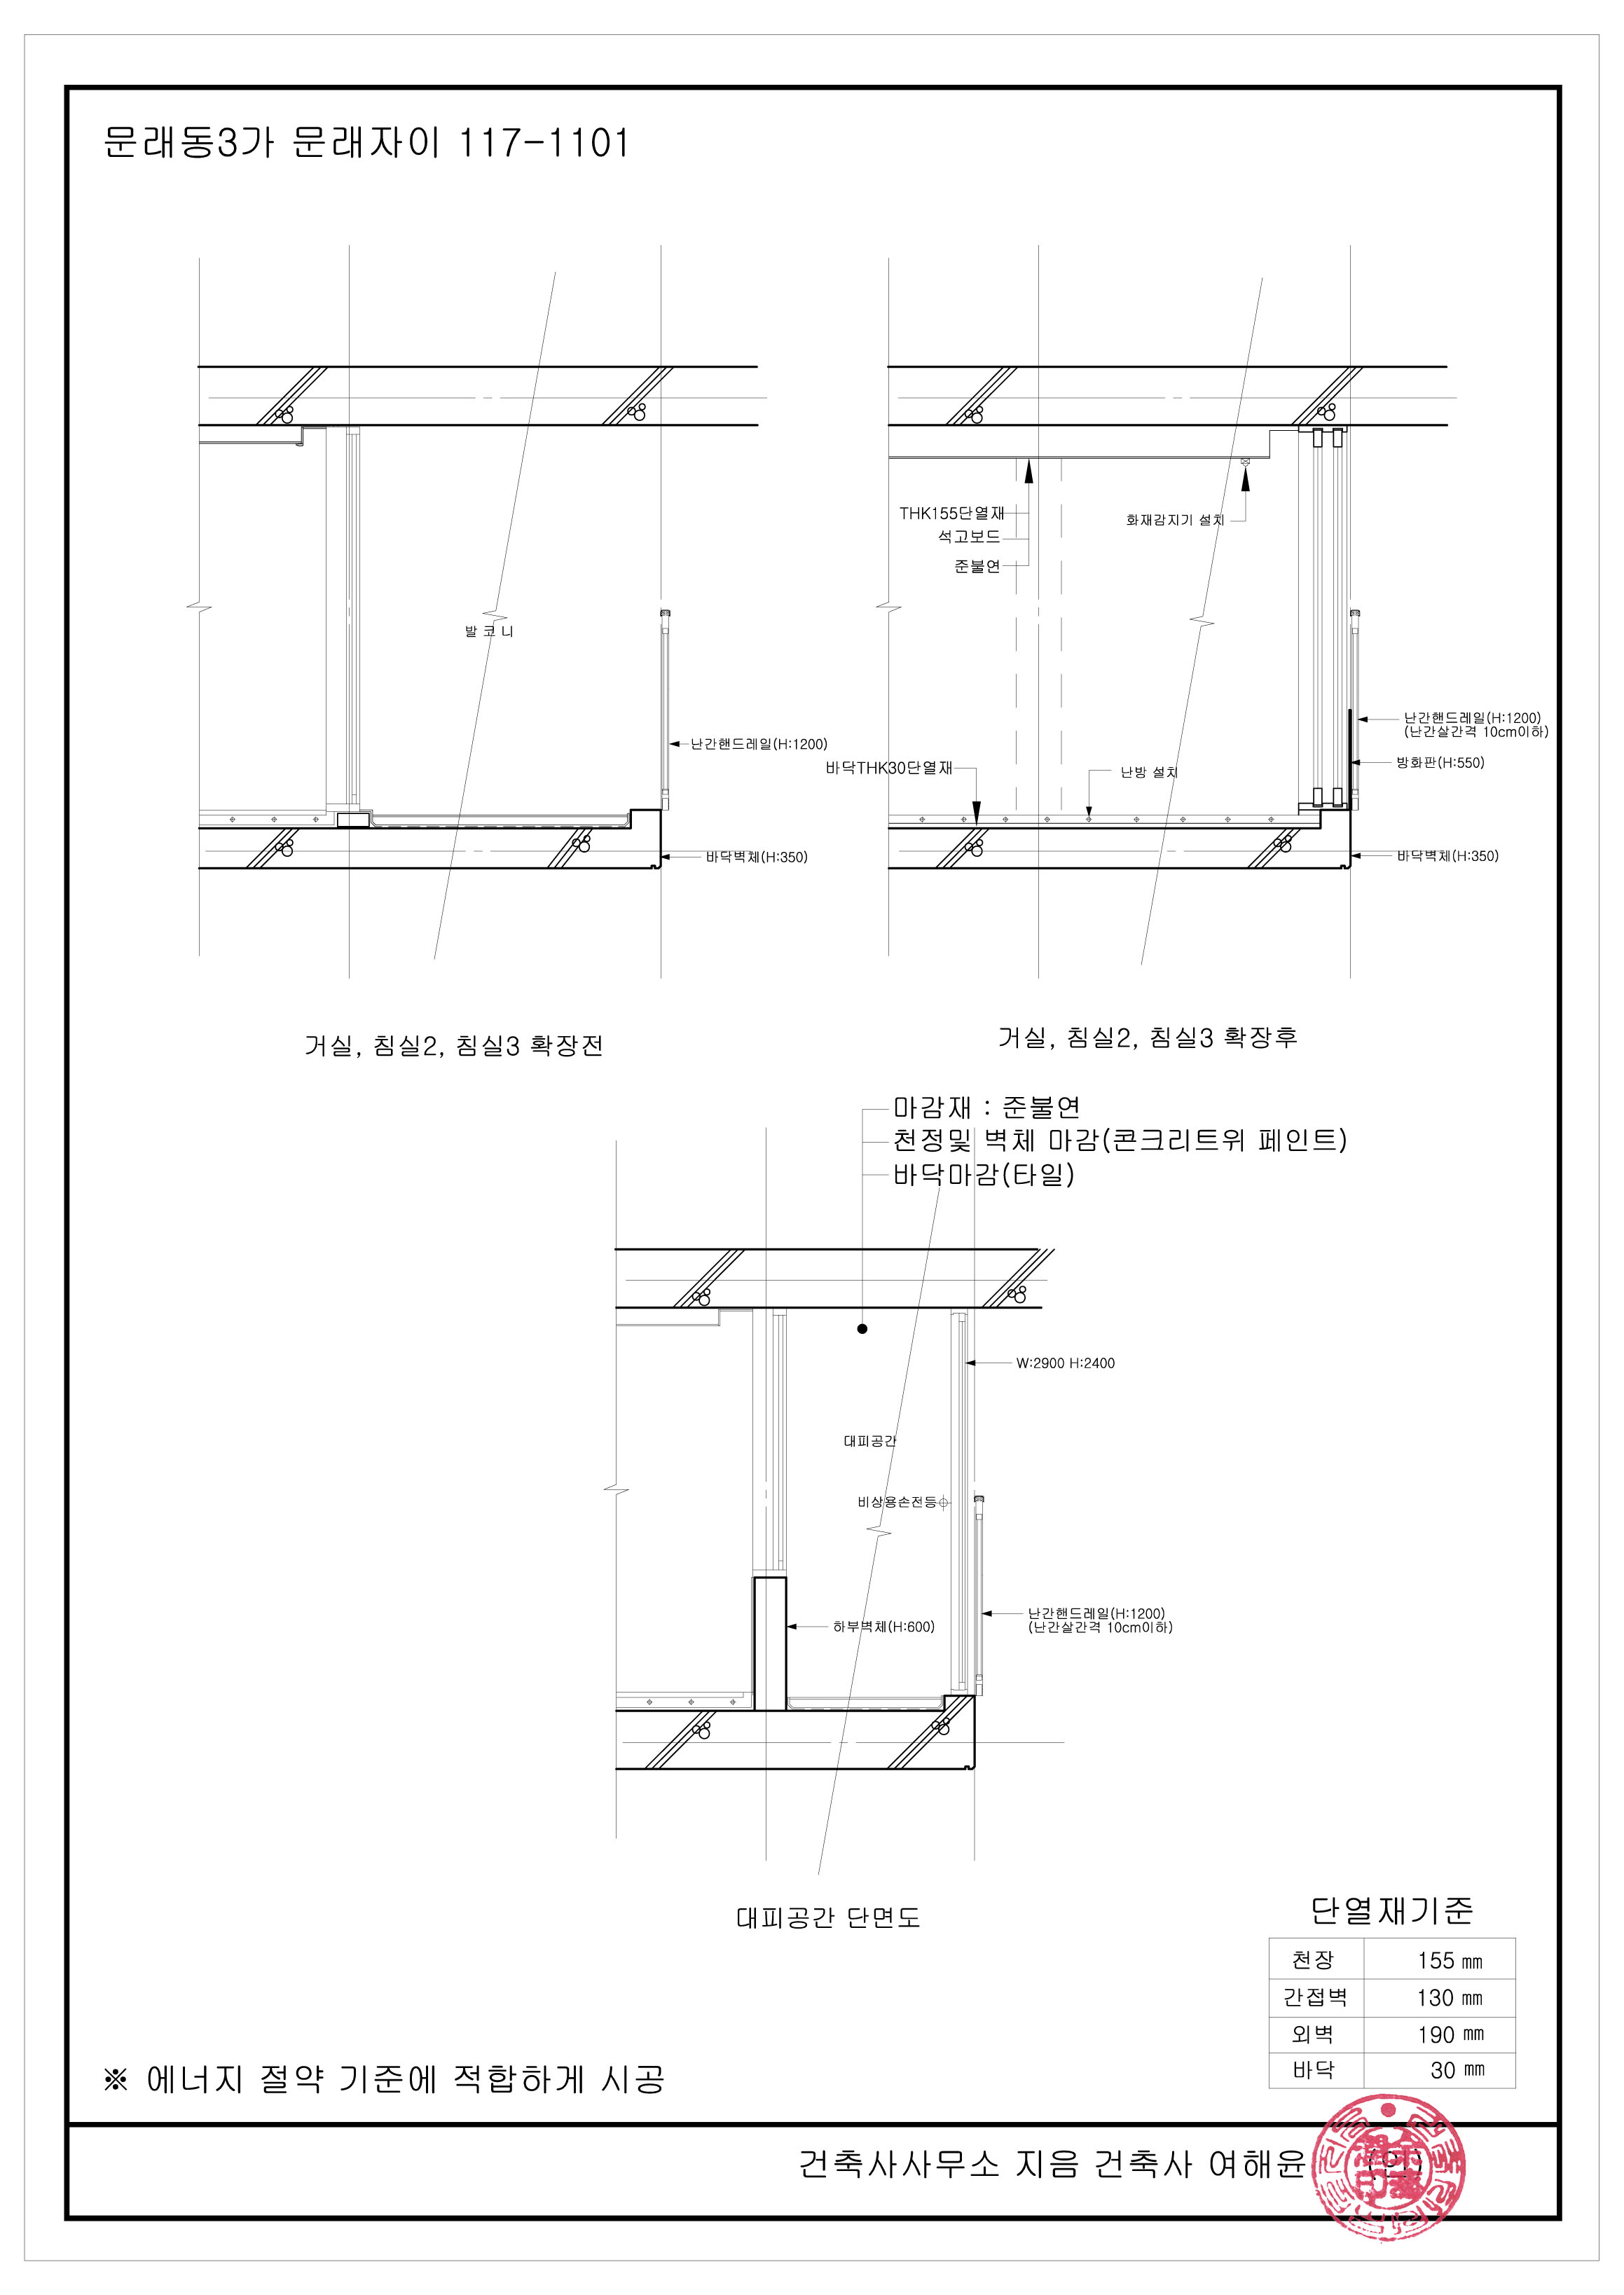 문래동3가 문래자이 117-1101
발 코 니
난간핸드레일(H:1200)
바닥벽체(H:350)
거실, 침실2, 침실3 확장전
THK155단열재
석고보드
준불연
화재감지기 설치
바닥THK30단열재
난방 설치
난간핸드레일(H:1200)
(난간살간격 10cm이하)
방화판(H:550)
바닥벽체(H:350)
거실, 침실2, 침실3 확장후
마감재 : 준불연
천정및 벽체 마감(콘크리트위 페인트)
바닥마감(타일)
W:2900 H:2400
대피공간
비상용손전등
하부벽체(H:600)
난간핸드레일(H:1200)
(난간살간격 10cm이하)
대피공간 단면도
단열재기준
천장 155 ㎜
간접벽 130 ㎜
외벽 190 ㎜
바닥 30 ㎜
※ 에너지 절약 기준에 적합하게 시공
건축사사무소 지음 건축사 여해윤 (인)